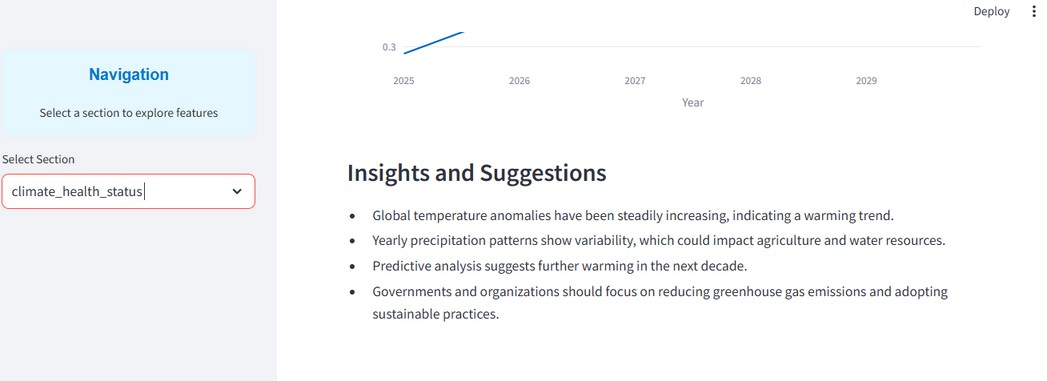 Deploy
Navigation
Select a section to explore features
Select Section
climate_health_status
0.3
2025 2026 2027 2028 2029
Year
Insights and Suggestions
• Global temperature anomalies have been steadily increasing, indicating a warming trend.
• Yearly precipitation patterns show variability, which could impact agriculture and water resources.
• Predictive analysis suggests further warming in the next decade.
• Governments and organizations should focus on reducing greenhouse gas emissions and adopting
sustainable practices.